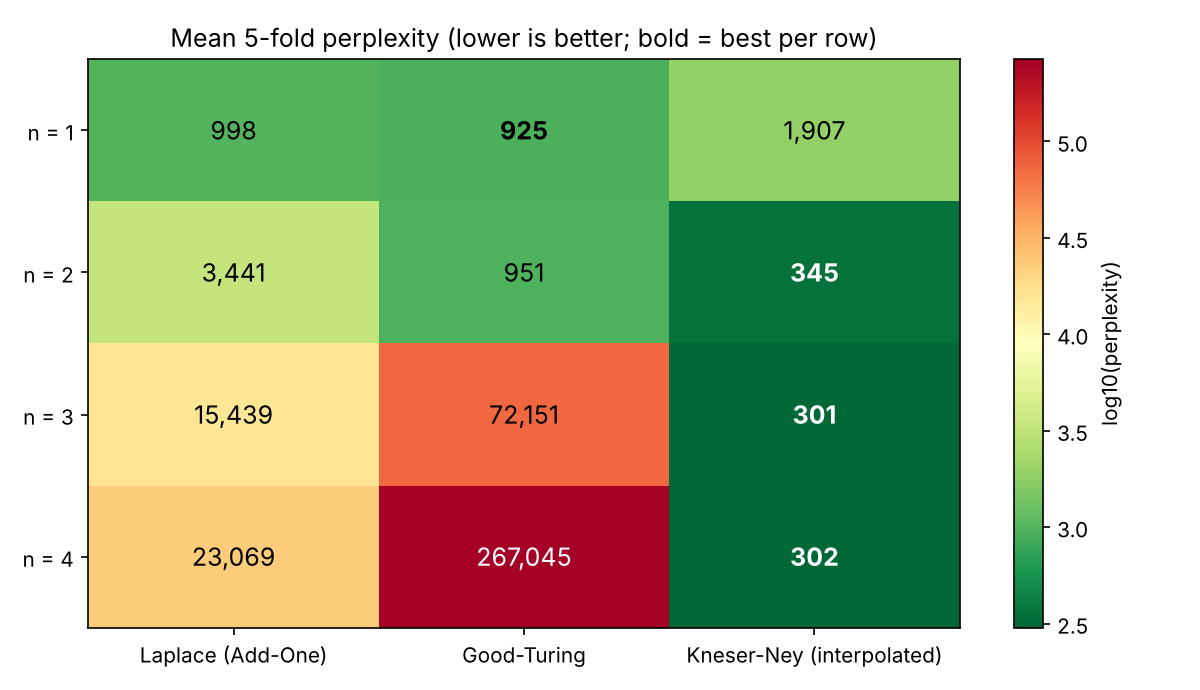 Mean 5-fold perplexity (lower is better; bold = best per row)
n = 1 998 925 1,907
n = 2 3,441 951 345
n = 3 15,439 72,151 301
n = 4 23,069 267,045 302
Laplace (Add-One) Good-Turing Kneser-Ney (interpolated)
5.0
4.5
4.0
3.5
3.0
2.5
log10(perplexity)